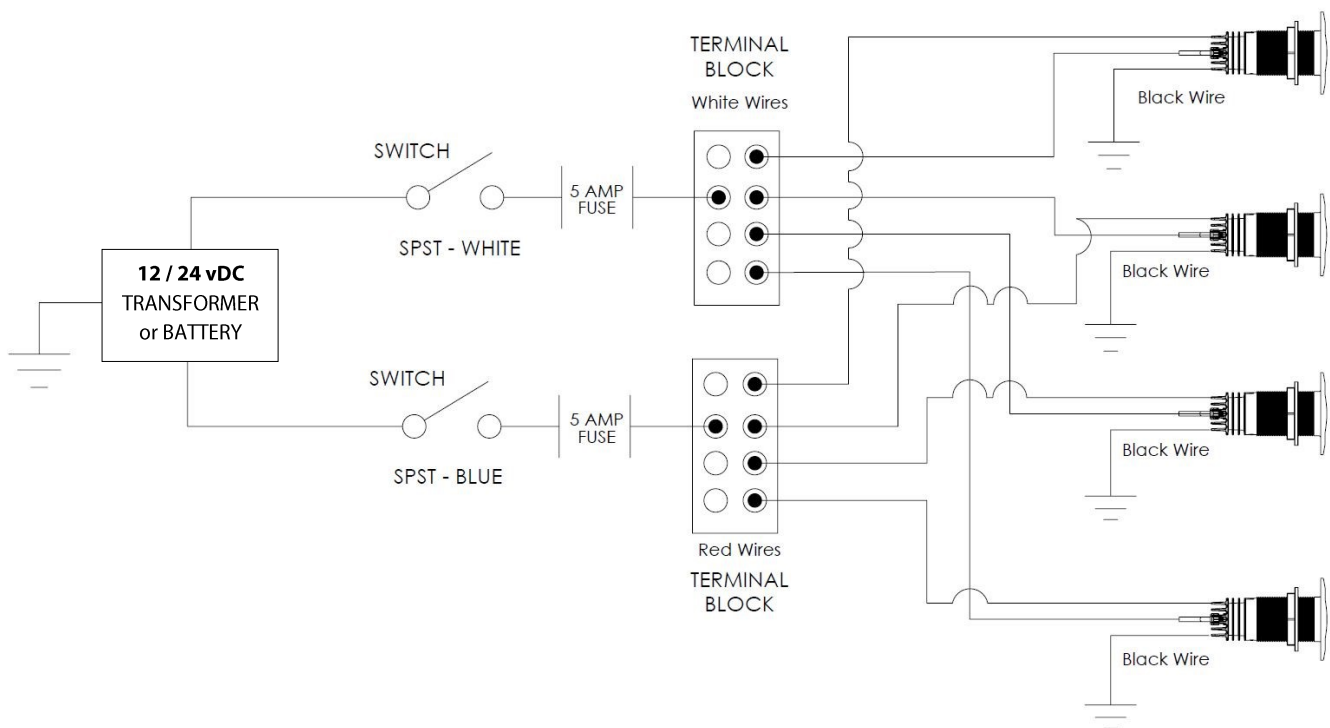 TERMINAL
BLOCK
White Wires
Black Wire
SWITCH
5 AMP
FUSE
SPST - WHITE
12 / 24 vDC
TRANSFORMER
or BATTERY
Black Wire
SWITCH
5 AMP
FUSE
SPST - BLUE
Black Wire
Red Wires
TERMINAL
BLOCK
Black Wire